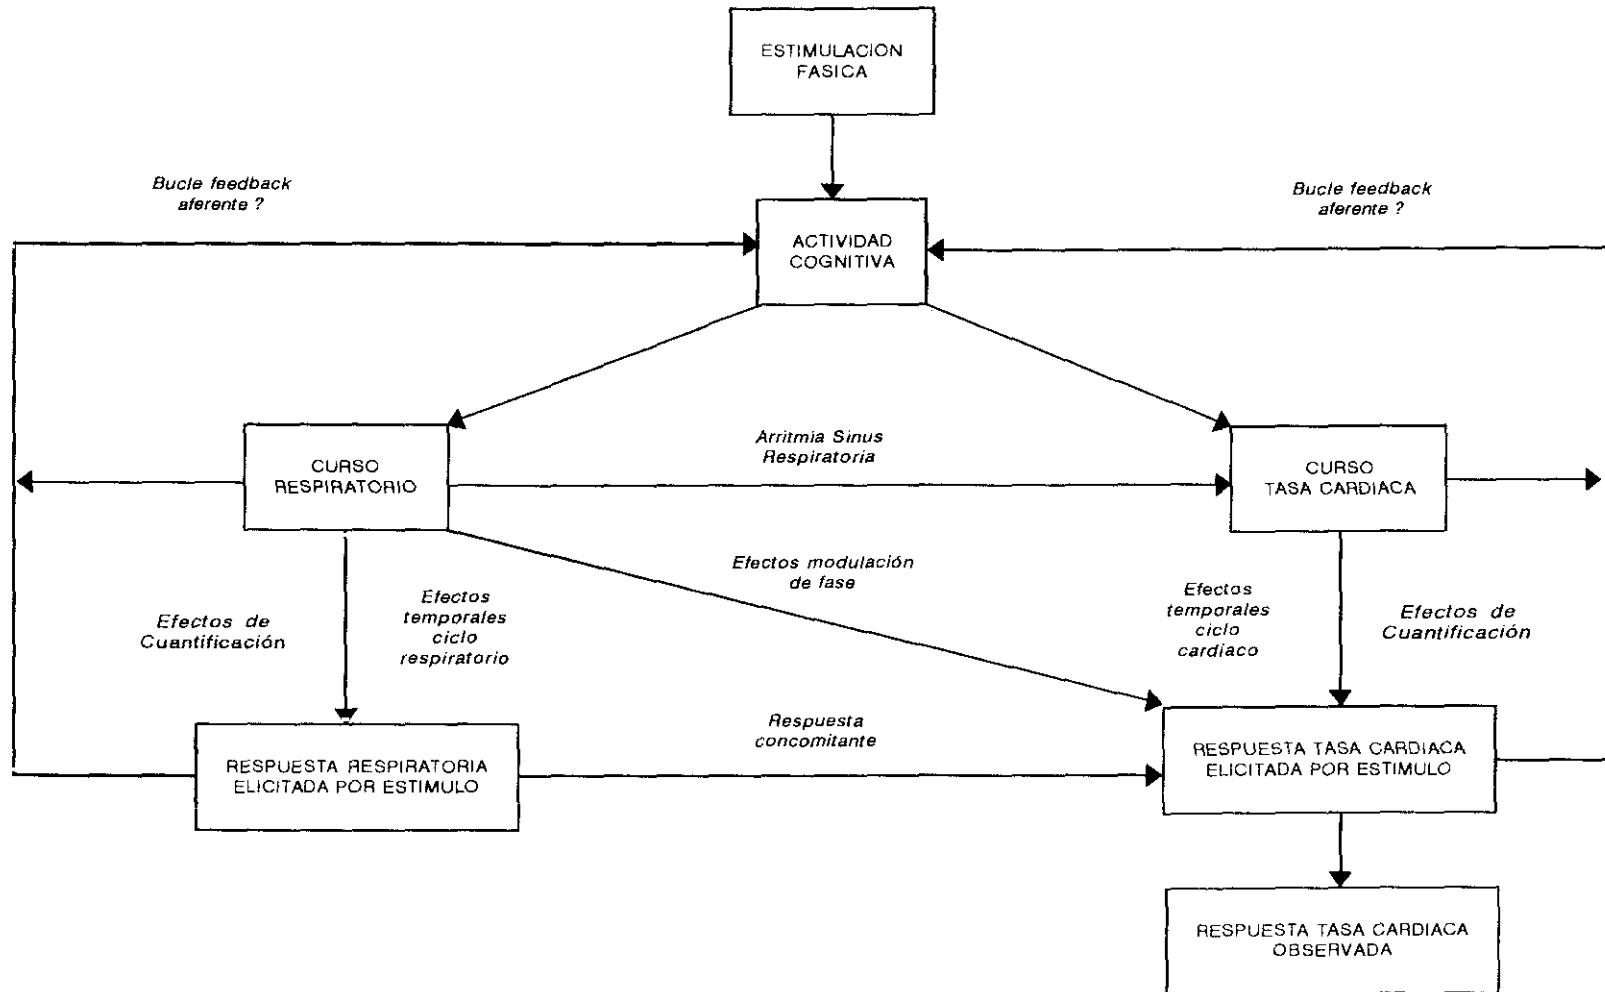 ESTIMULACION
FASICA
Bucle feedback
aferente ?
Bucle feedback
aferente ?
ACTIVIDAD
COGNITIVA
Arritmia Sinus
Respiratoria
CURSO
RESPIRATORIO
CURSO
TASA CARDIACA
Efectos modulación
de fase
Efectos de
Cuantificación
Efectos
temporales
ciclo
respiratorio
Efectos
temporales
ciclo
cardíaco
Efectos de
Cuantificación
Respuesta
concomitante
RESPUESTA RESPIRATORIA
ELICITADA POR ESTIMULO
RESPUESTA TASA CARDIACA
ELICITADA POR ESTIMULO
RESPUESTA TASA CARDIACA
OBSERVADA